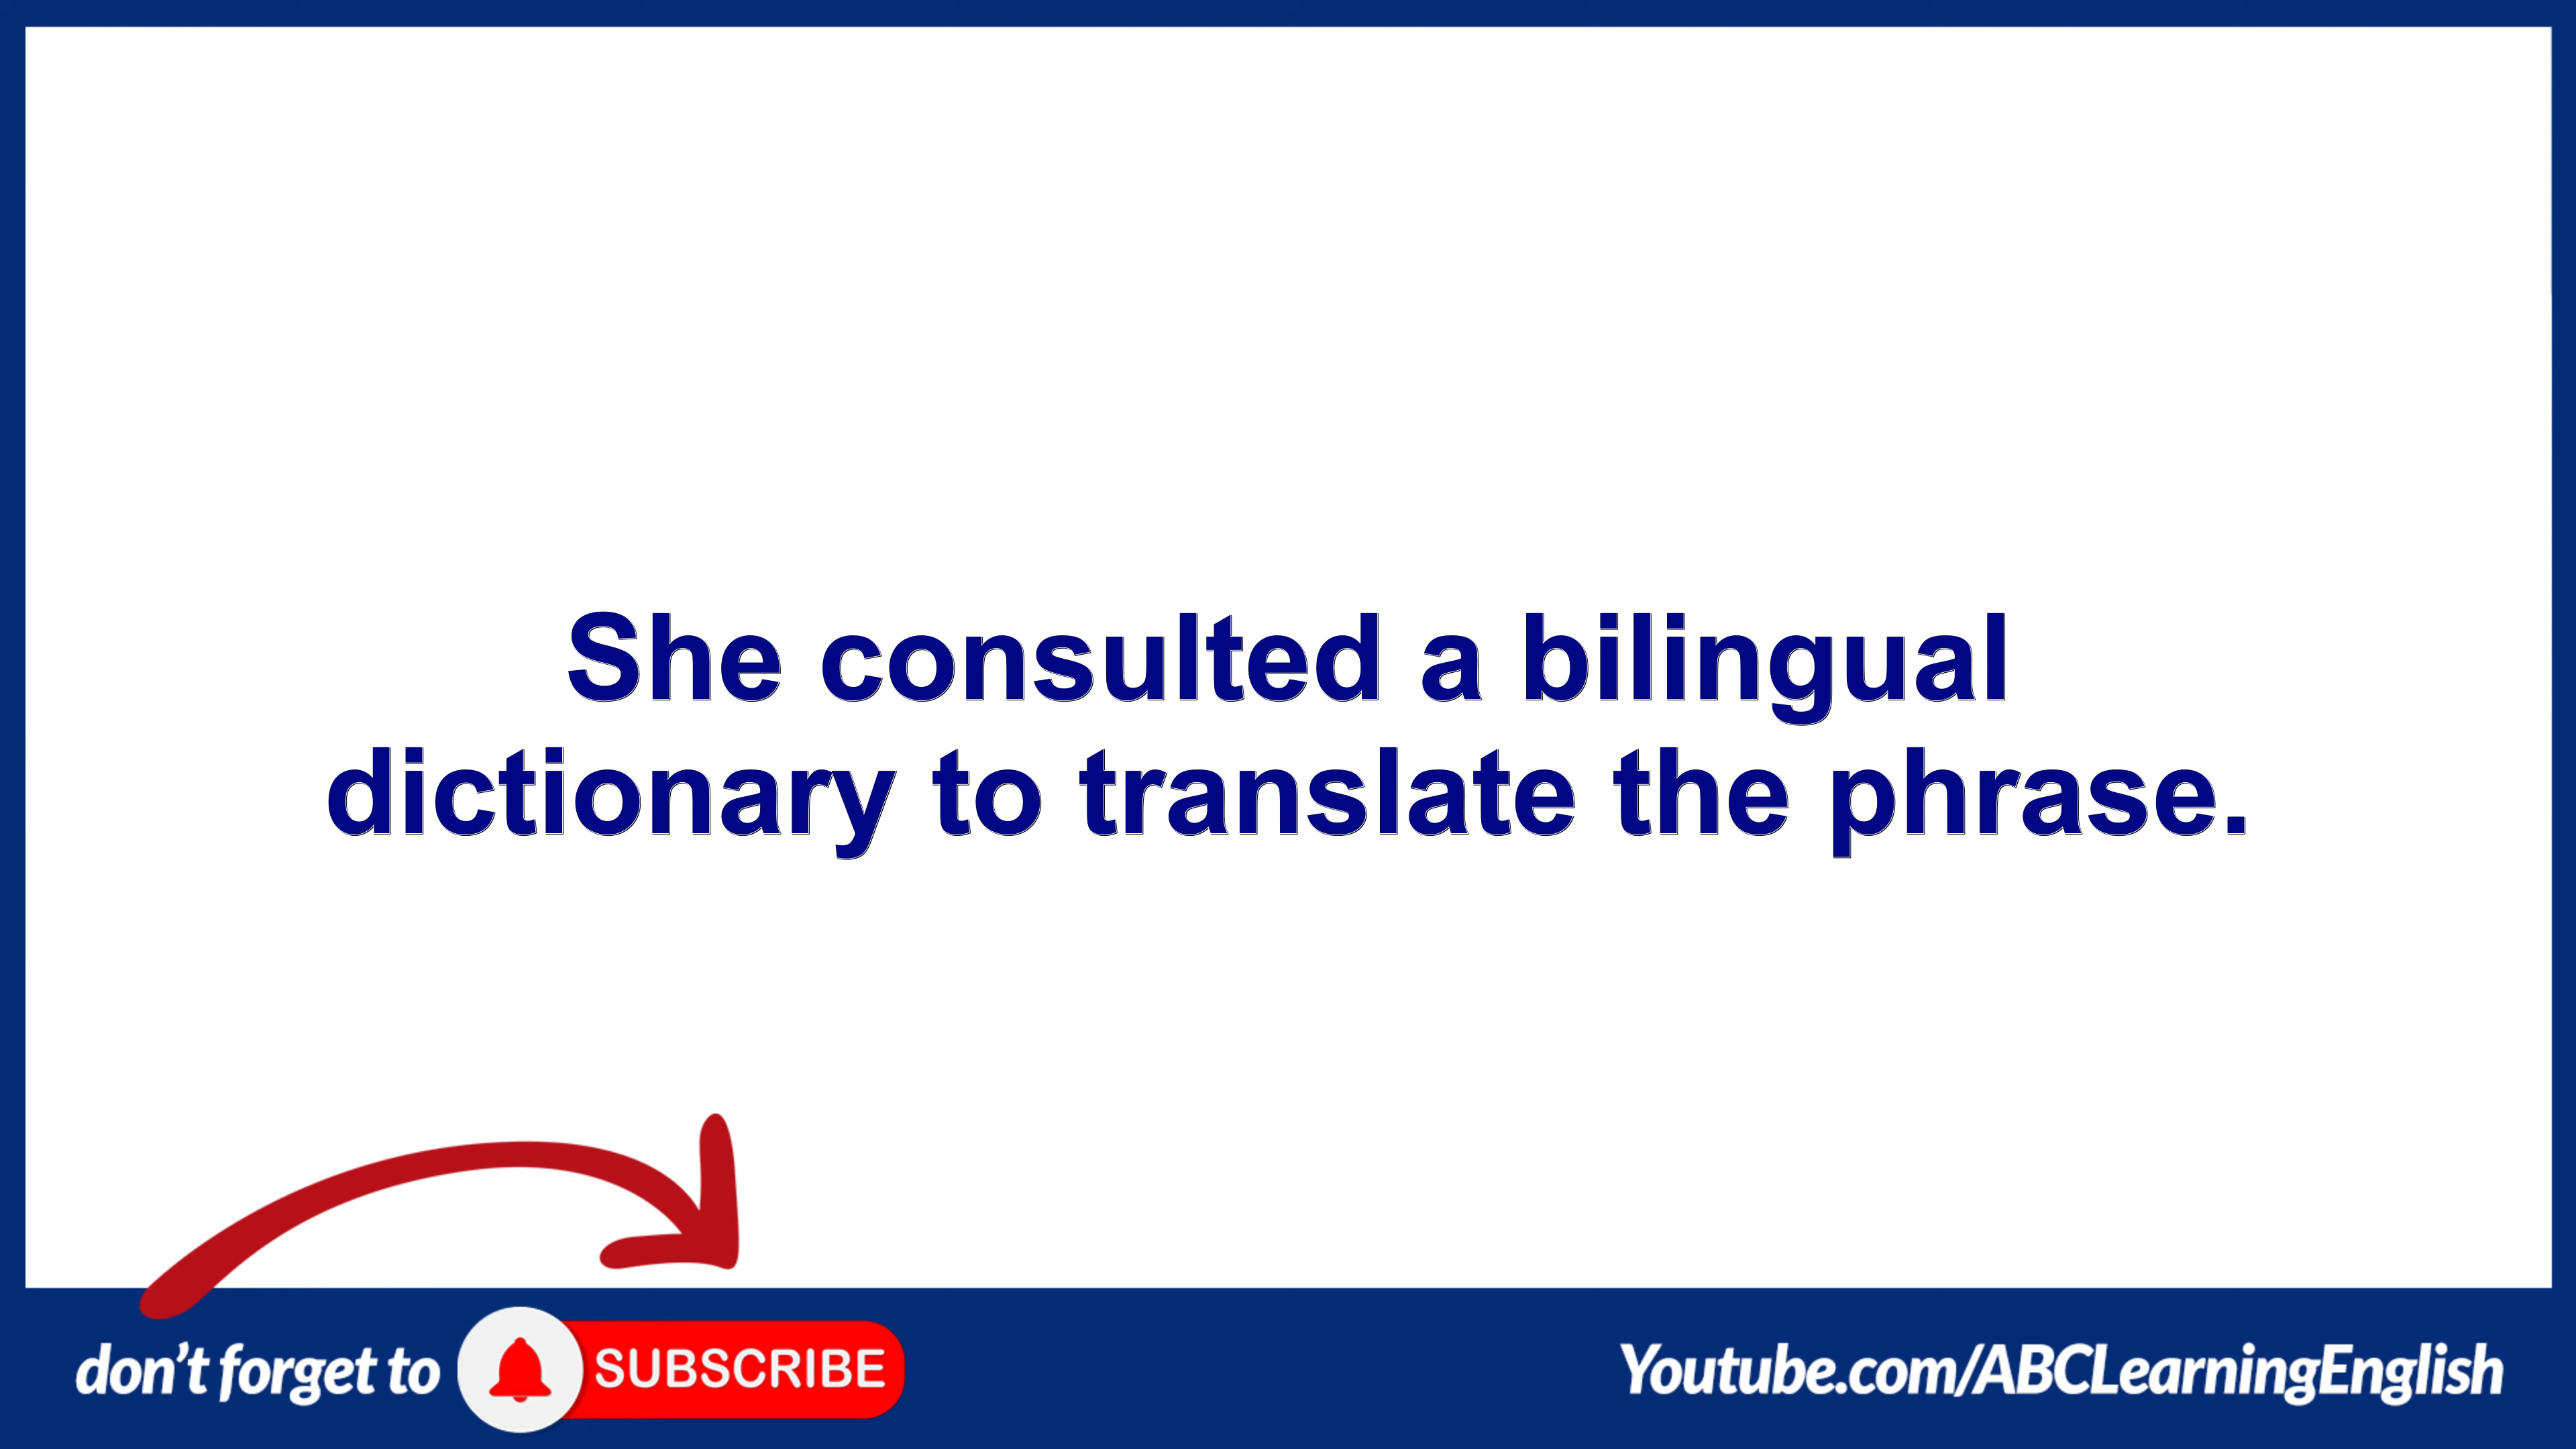 She consulted a bilingual
dictionary to translate the phrase.
don't forget to SUBSCRIBE
Youtube.com/ABCLearningEnglish